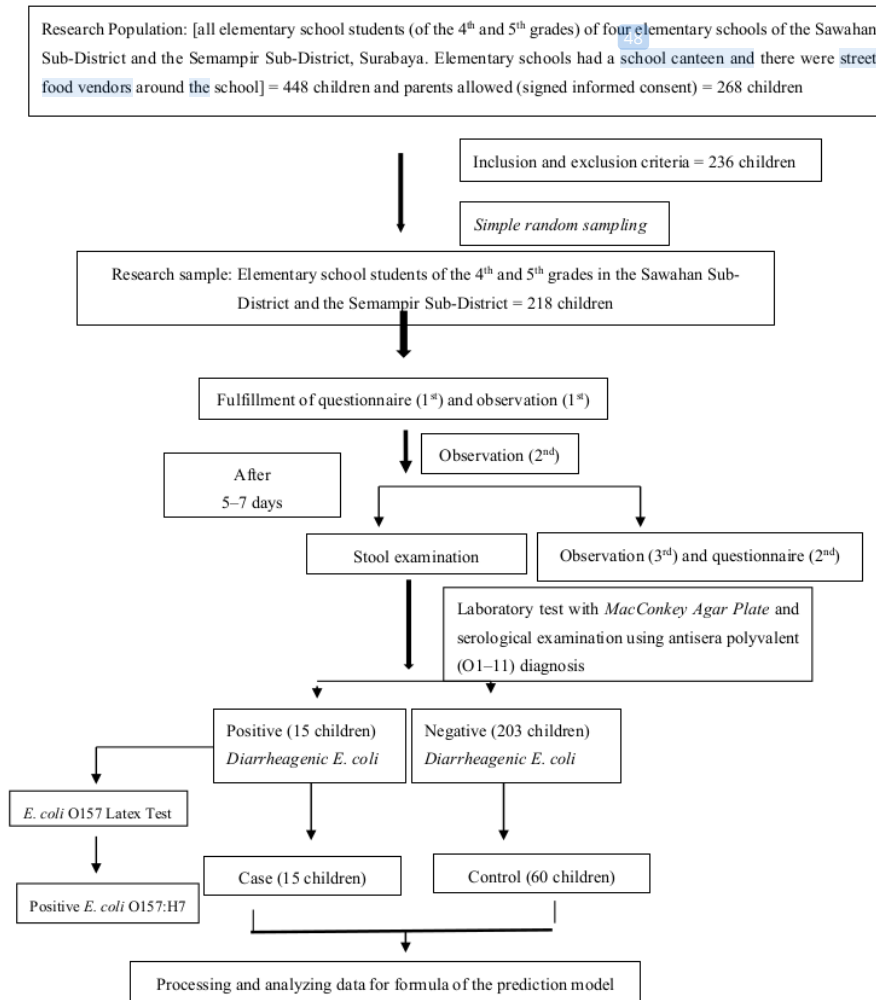 Research Population: [all elementary school students (of the 4th and 5th grades) of four elementary schools of the Sawahan
48
Sub-District and the Semampir Sub-District, Surabaya. Elementary schools had a school canteen and there were street
food vendors around the school] = 448 children and parents allowed (signed informed consent) = 268 children
Inclusion and exclusion criteria = 236 children
Simple random sampling
Research sample: Elementary school students of the 4th and 5th grades in the Sawahan Sub-
District and the Semampir Sub-District = 218 children
Fulfillment of questionnaire (1st) and observation (1st)
Observation (2nd)
After
5–7 days
Stool examination
Observation (3rd) and questionnaire (2nd)
Laboratory test with MacConkey Agar Plate and
serological examination using antisera polyvalent
(O1–11) diagnosis
Positive (15 children)
Diarrheagenic E. coli
Negative (203 children)
Diarrheagenic E. coli
E. coli O157 Latex Test
Case (15 children)
Control (60 children)
Positive E. coli O157:H7
Processing and analyzing data for formula of the prediction model